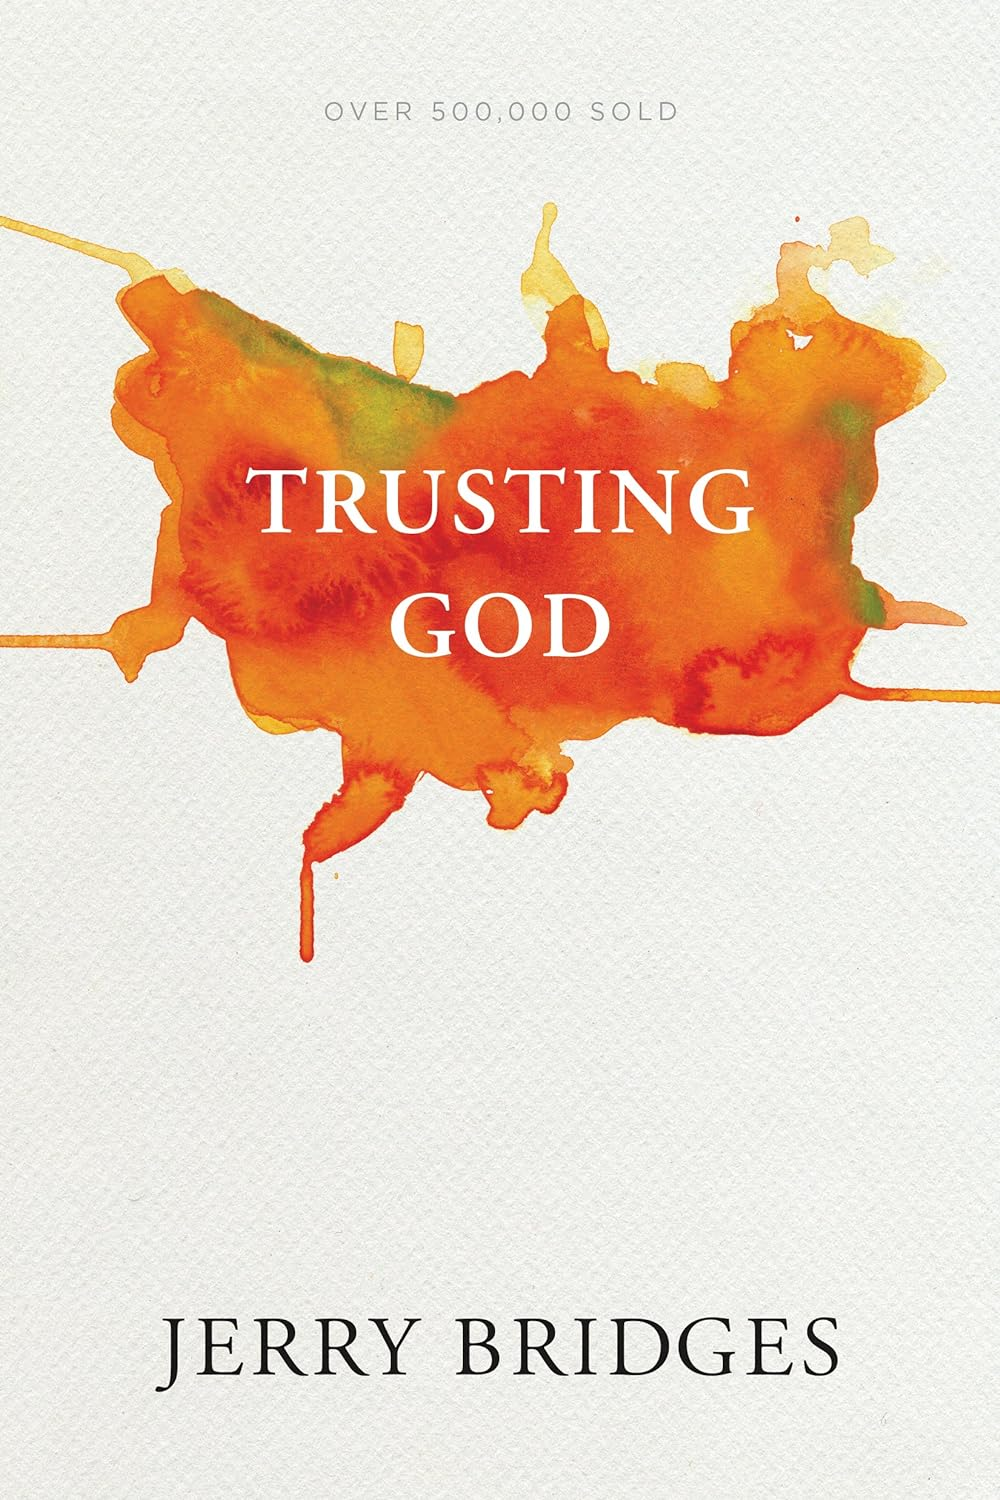 OVER 500,000 SOLD
TRUSTING
GOD
JERRY BRIDGES